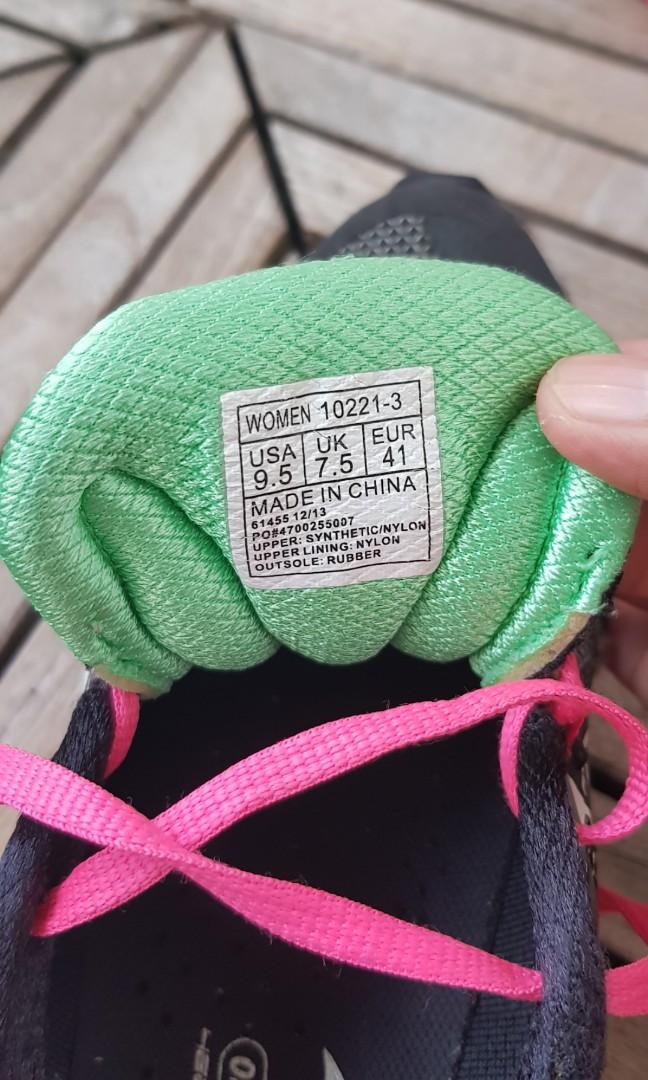 WOMEN 10221-3
USA UK EUR
9.5 7.5 41
MADE IN CHINA
61455 12/13
PO#4700255007
UPPER: SYNTHETIC/NYLON
UPPER LINING: NYLON
OUTSOLE: RUBBER